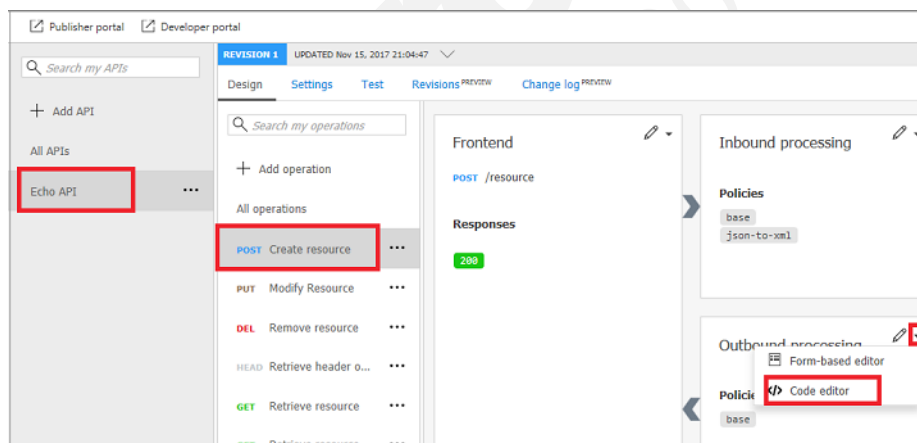 Publisher portal Developer portal
Search my APIs
Add API
All APIs
Echo API
REVISION 1 UPDATED Nov 15, 2017 21:04:47
Design Settings Test Revisions PREVIEW Change log PREVIEW
Search my operations
Add operation
All operations
POST Create resource
PUT Modify Resource
DEL Remove resource
HEAD Retrieve header o...
GET Retrieve resource
Frontend
POST /resource
Responses
200
Inbound processing
Policies
base
json-to-xml
Outbound processing
Form-based editor
Code editor
base